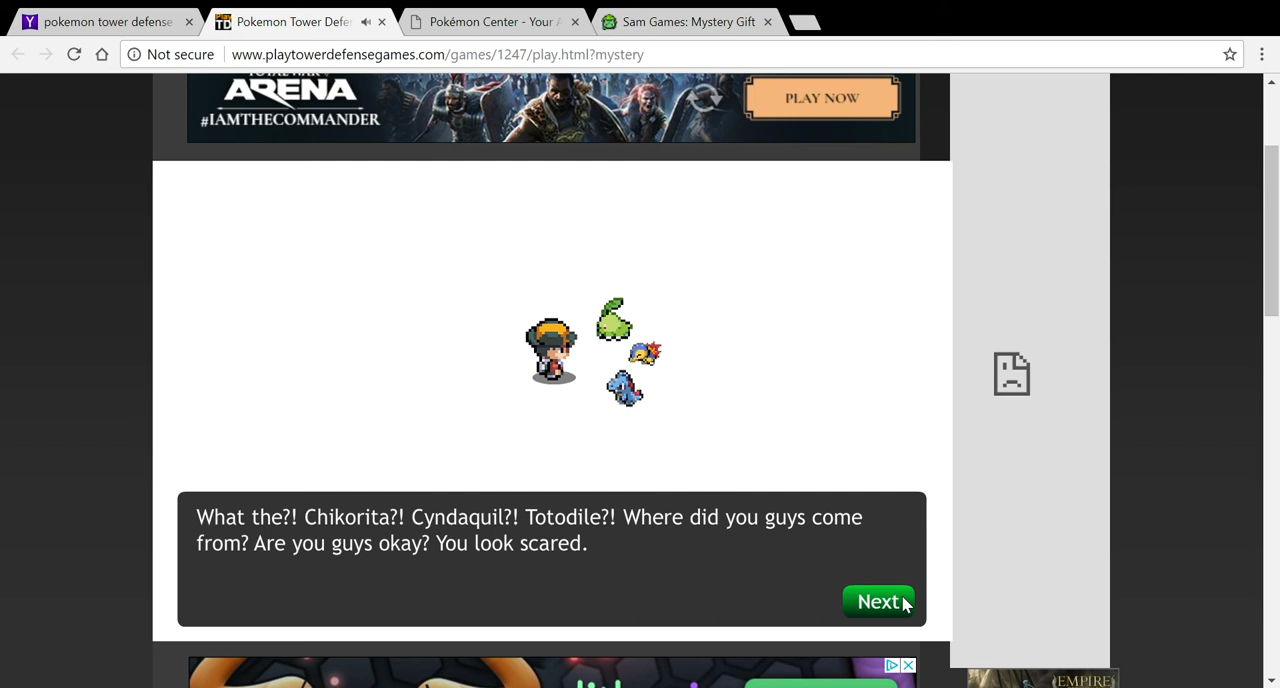 pokemon tower defense
Pokemon Tower Defe
Pokémon Center - Your
Sam Games: Mystery Gift
Not secure
www.playtowerdefensegames.com/games/1247/play.html?mystery
ARENA
#IAMTHECOMMANDER
PLAY NOW
What the?! Chikorita?! Cyndaquil?! Totodile?! Where did you guys come
from? Are you guys okay? You look scared.
Next
EMPIRE